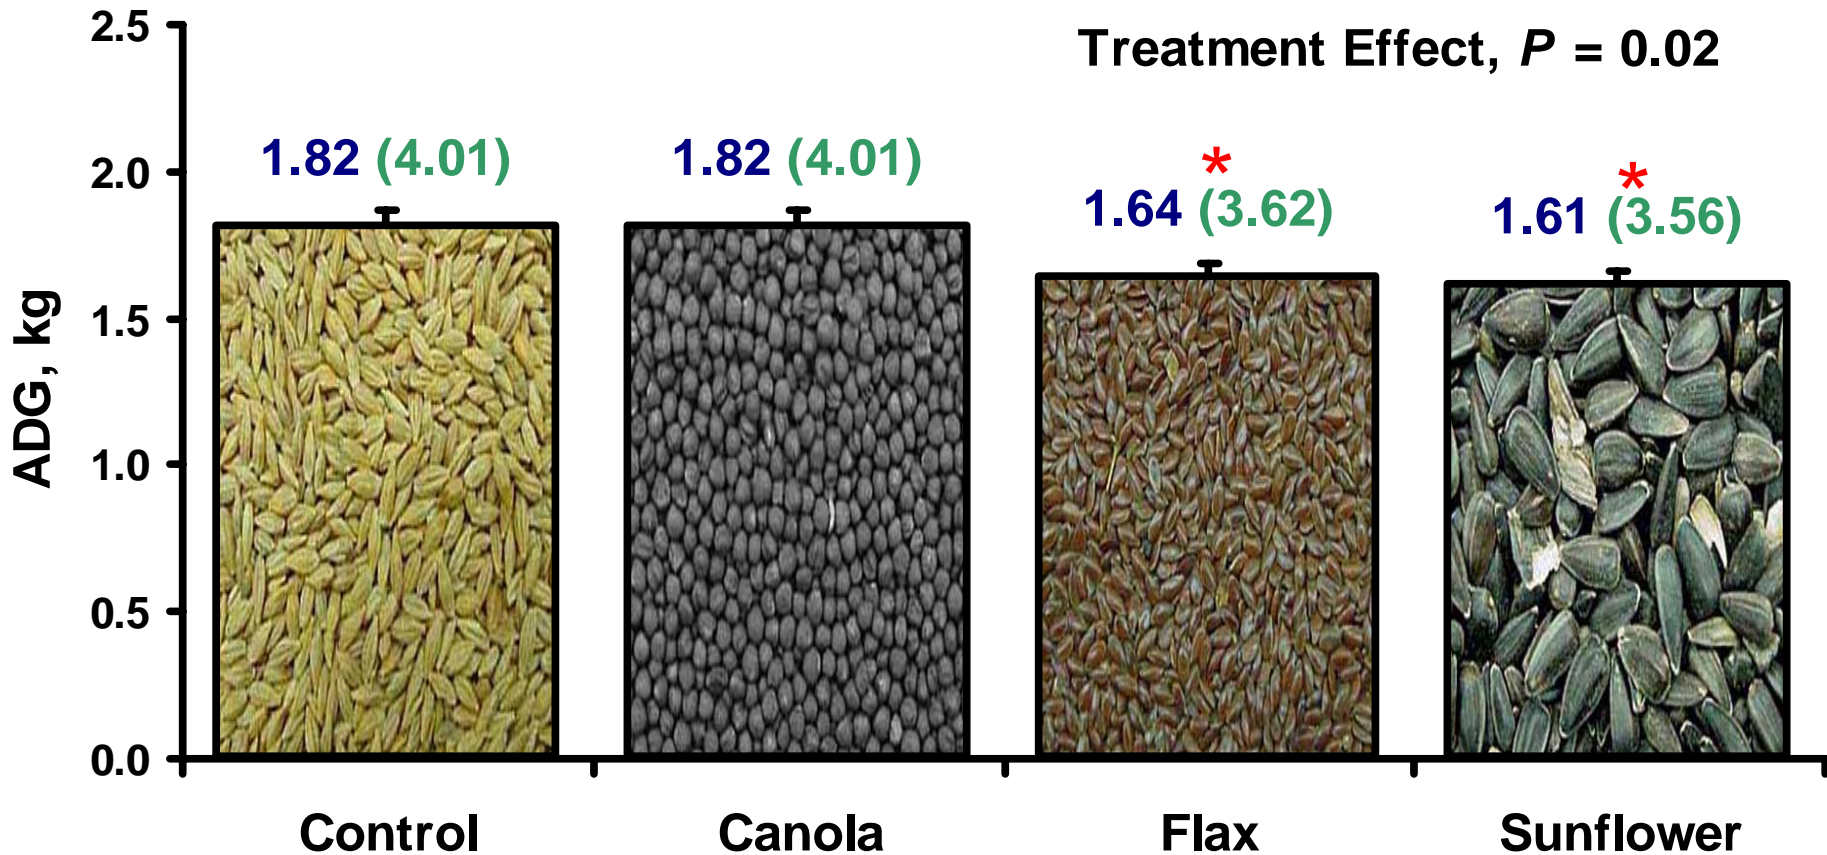 Treatment Effect, P = 0.02
2.5
2.0
1.5
1.0
0.5
0.0
ADG, kg
1.82 (4.01)
1.82 (4.01)
*
1.64 (3.62)
*
1.61 (3.56)
Control
Canola
Flax
Sunflower